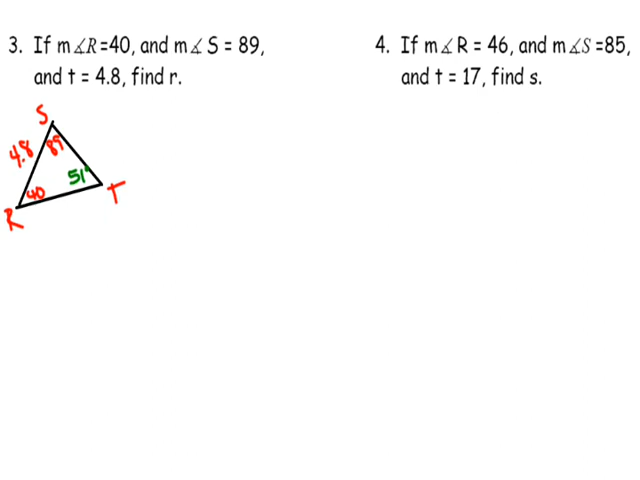 3. If m∡R=40, and m∡ S = 89,
and t = 4.8, find r.
4. If m∡R = 46, and m∡S =85,
and t = 17, find s.
S
4.8
89
51°
40
T
R